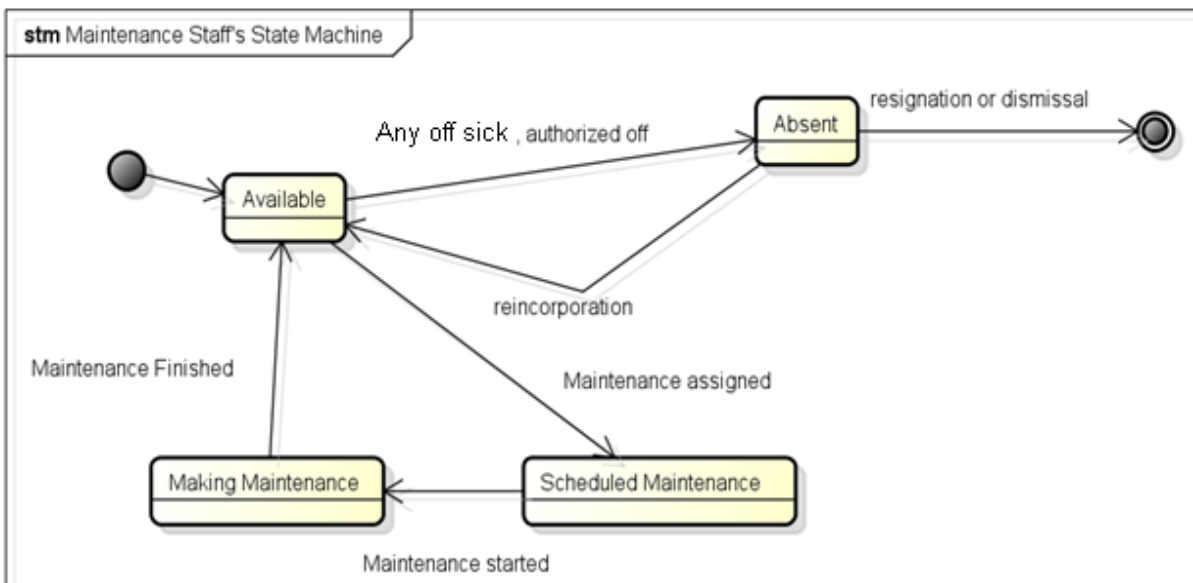 stm Maintenance Staff's State Machine
resignation or dismissal
Absent
Any off sick , authorized off
Available
reincorporation
Maintenance Finished
Maintenance assigned
Making Maintenance
Scheduled Maintenance
Maintenance started